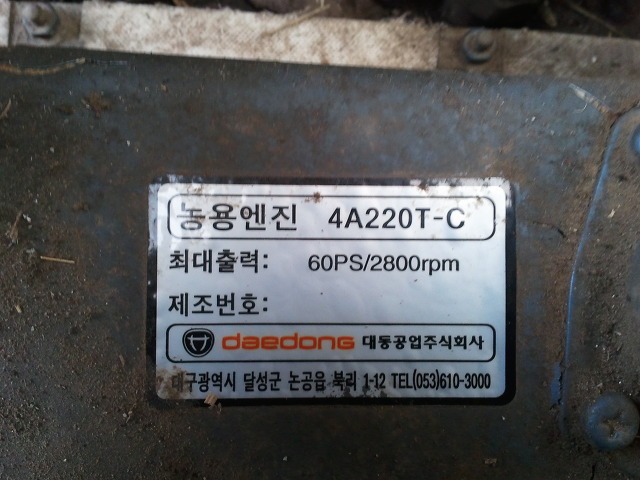 농용엔진 4A220T-C
최대출력: 60PS/2800rpm
제조번호:
daedong 대동공업주식회사
대구광역시 달성군 논공읍 북리 1-12 TEL(053)610-3000